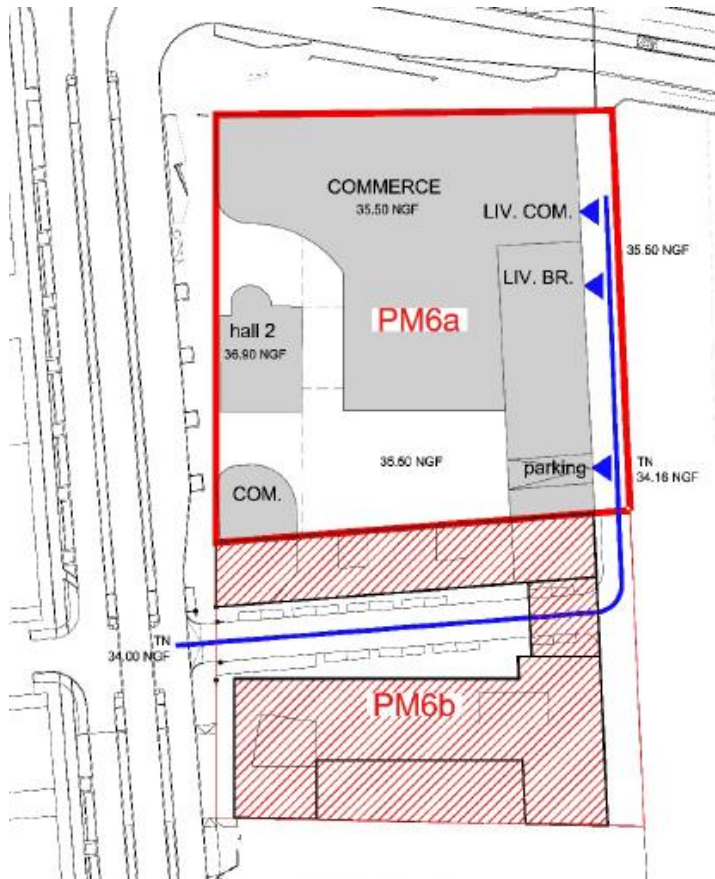 COMMERCE
35.50 NGF
LIV. COM.
35.50 NGF
LIV. BR.
PM6a
hall 2
36.90 NGF
35.50 NGF
parking
TN
34.16 NGF
COM.
TN
34.00 NGF
PM6b